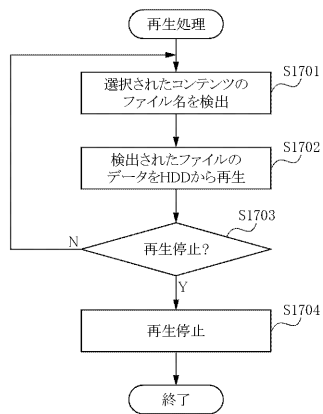 再生処理
S1701
選択されたコンテンツの
ファイル名を検出
S1702
検出されたファイルの
データをHDDから再生
S1703
再生停止?
N
Y
S1704
再生停止
終了